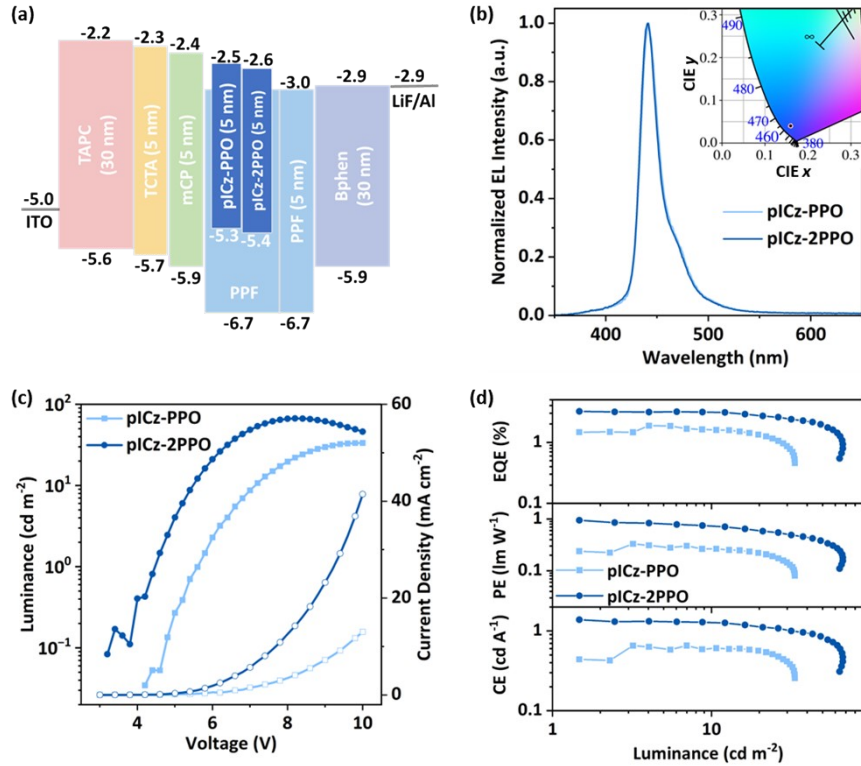 (a)
-2.2
-2.3
-2.4
-2.5
-2.6
-3.0
-2.9
-2.9
LiF/Al
TAPC
(30 nm)
TCTA (5 nm)
mCP (5 nm)
pICz-PPO (5 nm)
pICz-2PPO (5 nm)
PPF (5 nm)
Bphen
(30 nm)
-5.0
ITO
-5.6
-5.7
-5.9
-5.3
-5.4
PPF
-6.7
-6.7
-5.9
(b)
Normalized EL Intensity (a.u.)
1.0
0.8
0.6
0.4
0.2
0.0
400
500
600
Wavelength (nm)
pICz-PPO
pICz-2PPO
CIE y
0.3
0.2
0.1
0.0
0.0
0.1
0.2
0.3
CIE x
490
480
470
460
380
∞
(c)
pICz-PPO
pICz-2PPO
Luminance (cd m-2)
10²
10¹
10⁰
10⁻¹
4
6
8
10
Voltage (V)
60
40
20
0
Current Density (mA cm-2)
(d)
EQE (%)
1
0.1
PE (lm W-1)
1
0.1
pICz-PPO
pICz-2PPO
CE (cd A-1)
1
0.1
1
10
Luminance (cd m-2)